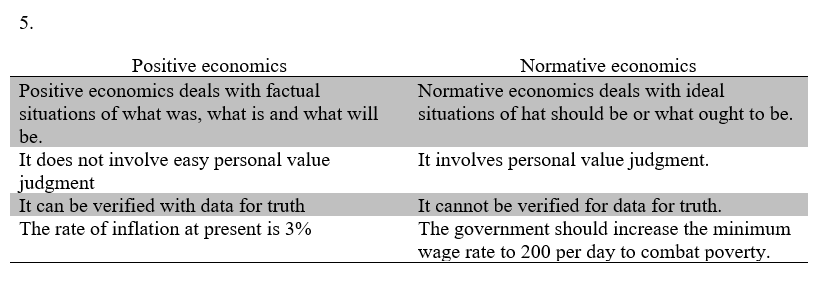 5.
Positive economics Normative economics
Positive economics deals with factual Normative economics deals with ideal
situations of what was, what is and what will situations of hat should be or what ought to be.
be.
It does not involve easy personal value It involves personal value judgment.
judgment
It can be verified with data for truth It cannot be verified for data for truth.
The rate of inflation at present is 3% The government should increase the minimum
wage rate to 200 per day to combat poverty.